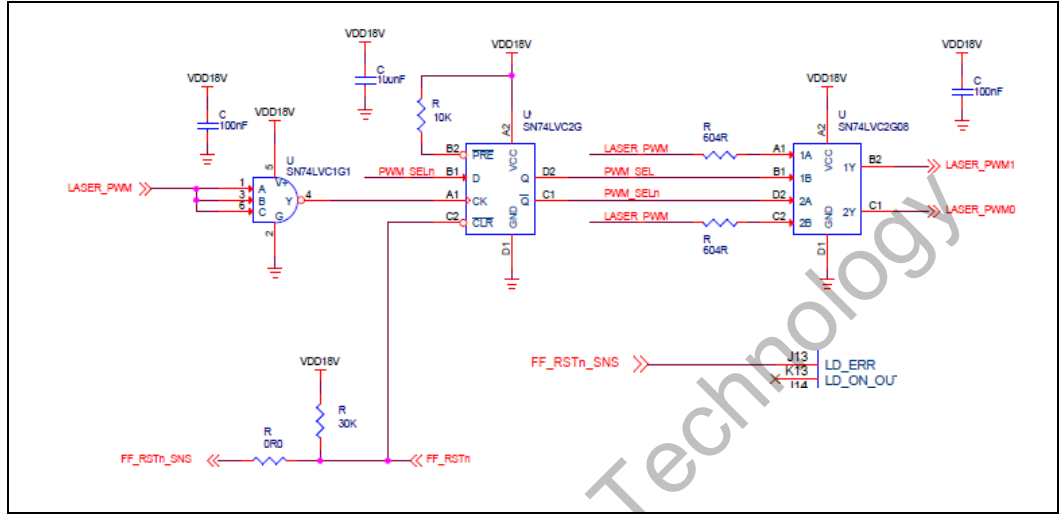 VDD18V
VDD18V
VDD18V
VDD18V
VDD18V
VDD18V
C
100nF
C
100nF
C
100nF
R
10K
U
SN74LVC1G1
V+
A
B
C
Y
G
5
1
3
6
4
2
LASER_PWM
U
SN74LVC2G
A2
B2
PRE
VCC
PWM_SELn
B1
D
Q
D2
A1
CK
Q
C1
C2
CLR
GND
D1
LASER_PWM
R
604R
PWM_SEL
PWM_SELn
LASER_PWM
R
604R
U
SN74LVC2G08
A2
A1
1A
VCC
1Y
B2
LASER_PWM1
B1
1B
D2
2A
2Y
C1
LASER_PWM0
C2
2B
GND
D1
VDD18V
R
30K
R
0R0
FF_RSTn_SNS
FF_RSTn
FF_RSTn_SNS
J13
LD_ERR
K13
LD_ON_OUT
J14
Technology